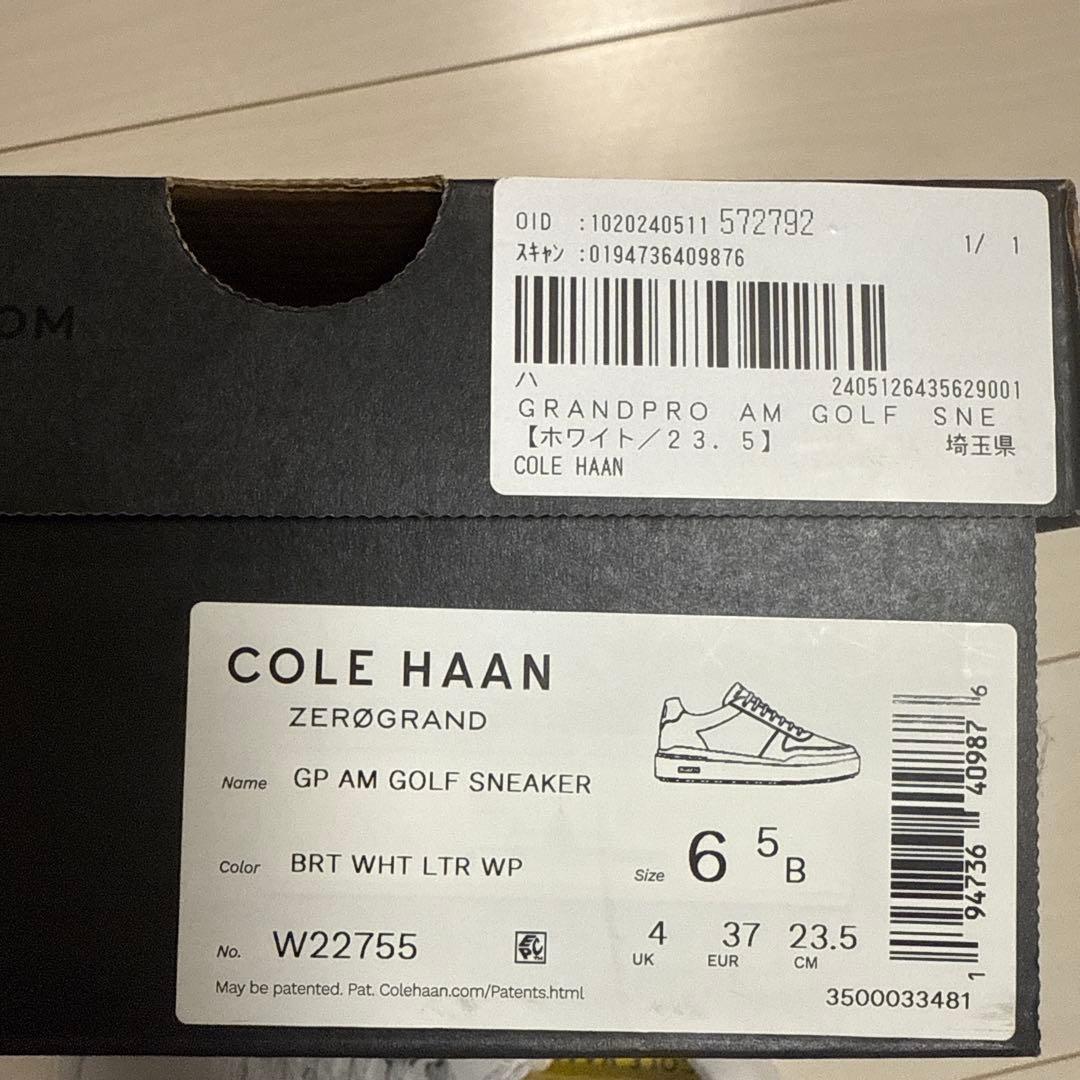 OM
OID :1020240511 572792
1/ 1
スキャン :0194736409876
ハ
2405126435629001
GRANDPRO AM GOLF SNE
【ホワイト／23．5】 埼玉県
COLE HAAN
COLE HAAN
ZERØGRAND
Name GP AM GOLF SNEAKER
Color BRT WHT LTR WP
Size 6 5 B
No. W22755
4 UK
37 EUR
23.5 CM
May be patented. Pat. Colehaan.com/Patents.html
3500033481
1 94736 40987 6